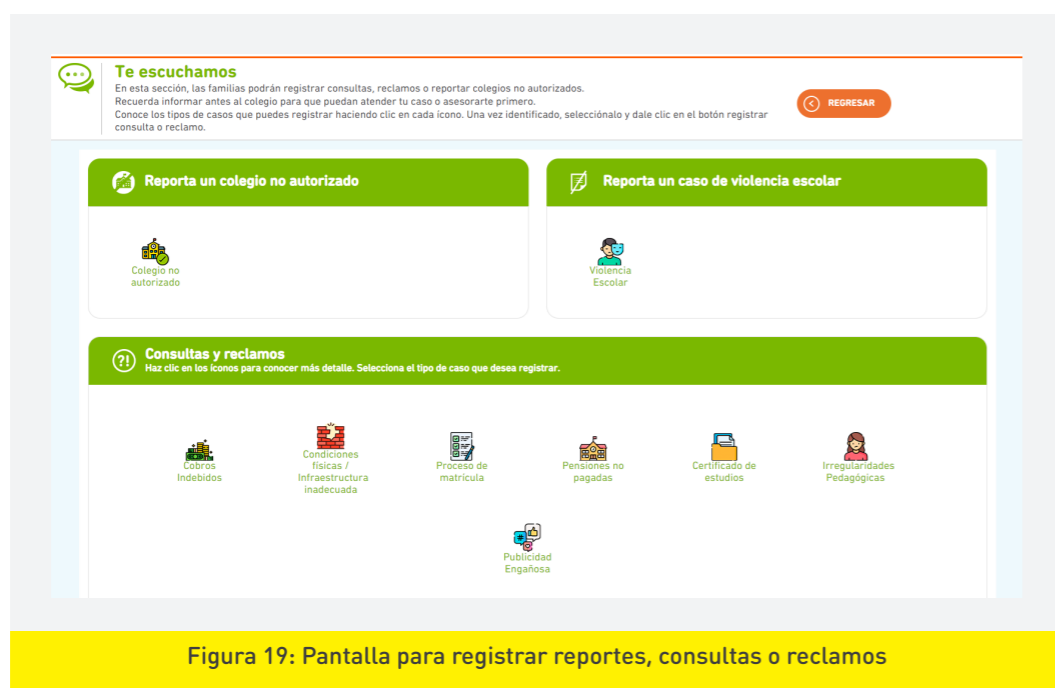 Te escuchamos
En esta sección, las familias podrán registrar consultas, reclamos o reportar colegios no autorizados.
Recuerda informar antes al colegio para que puedan atender tu caso o asesorarte primero.
Conoce los tipos de casos que puedes registrar haciendo clic en cada ícono. Una vez identificado, selecciónalo y dale clic en el botón registrar
consulta o reclamo.
REGRESAR
Reporta un colegio no autorizado
Colegio no
autorizado
Reporta un caso de violencia escolar
Violencia
Escolar
Consultas y reclamos
Haz clic en los íconos para conocer más detalle. Selecciona el tipo de caso que desea registrar.
Cobros
Indebidos
Condiciones
físicas /
Infraestructura
inadecuada
Proceso de
matrícula
Pensiones no
pagadas
Certificado de
estudios
Irregularidades
Pedagógicas
Publicidad
Engañosa
Figura 19: Pantalla para registrar reportes, consultas o reclamos